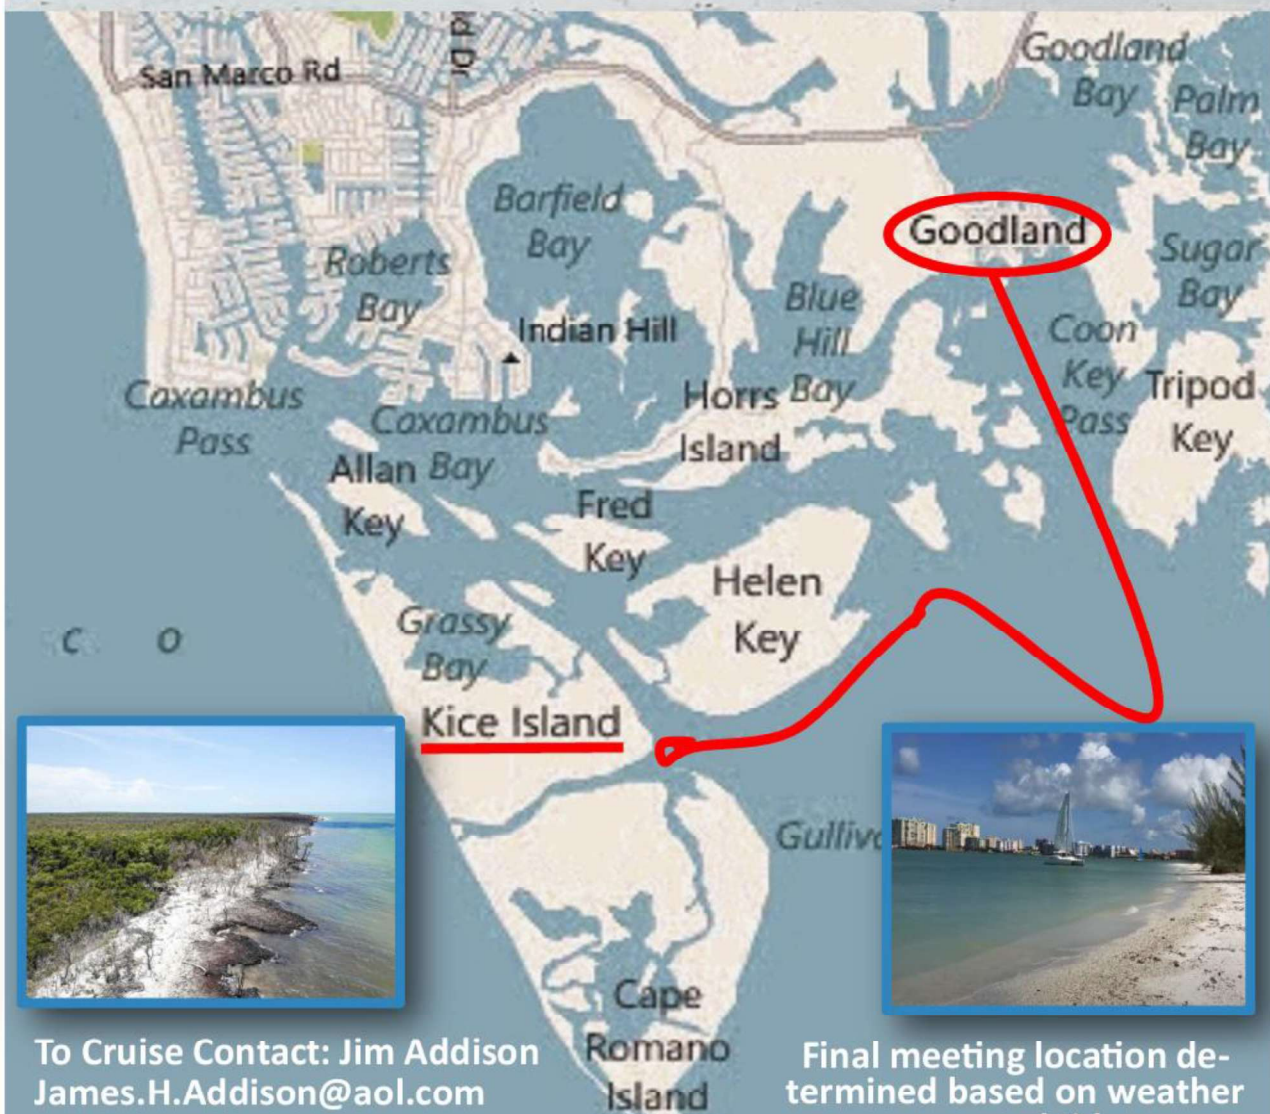 San Marco Rd
Goodland
Bay
Palm
Bay
Barfield
Bay
Goodland
Sugar
Bay
Roberts
Bay
Indian Hill
Blue
Hill
Bay
Coon
Key
Pass
Tripod
Key
Caxambus
Pass
Caxambus
Bay
Horrs
Island
Allan
Key
Fred
Key
Helen
Key
Grassy
Bay
C O
Kice Island
Cape
Romano
Island
To Cruise Contact: Jim Addison
James.H.Addison@aol.com
Final meeting location de-
termined based on weather